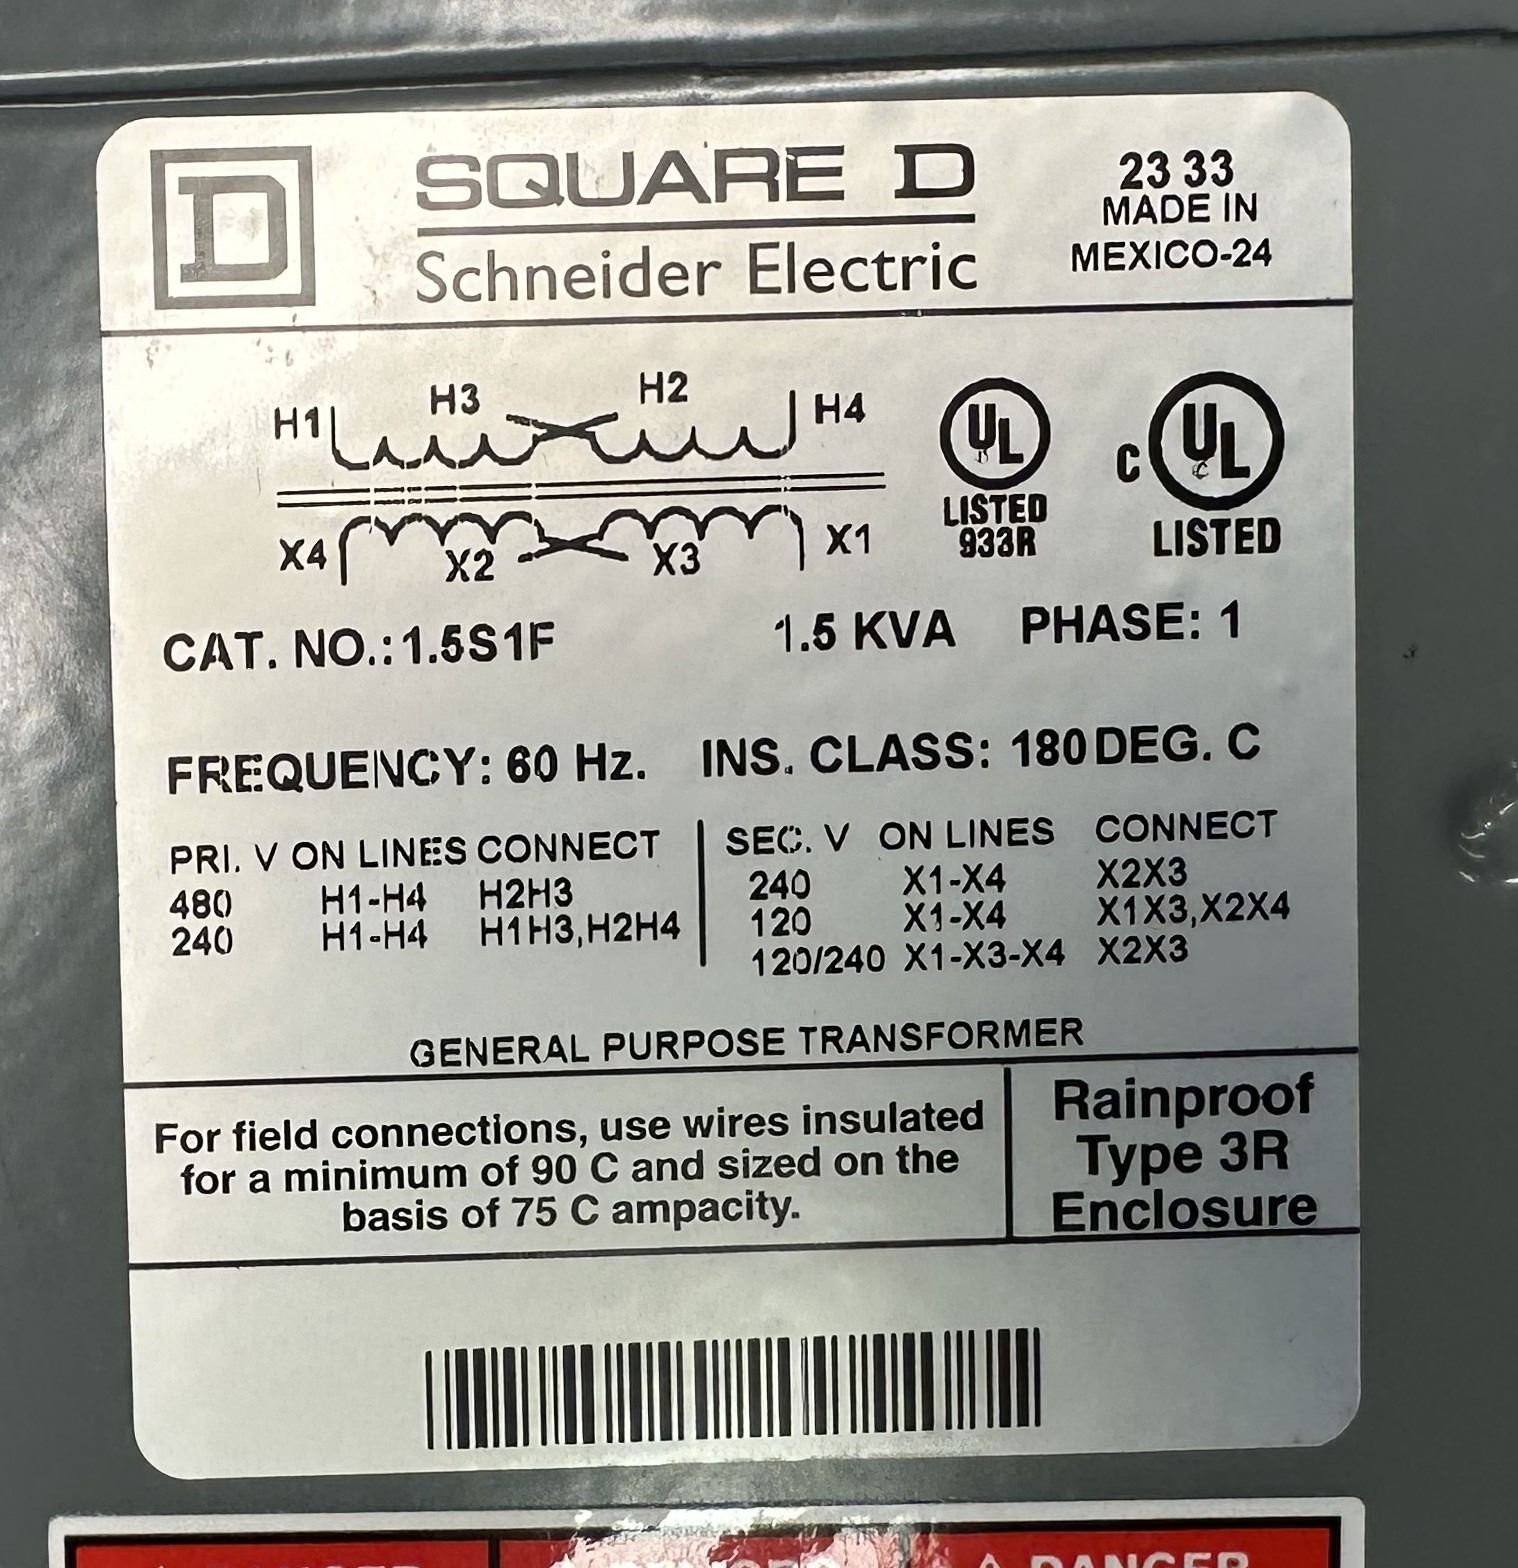 D SQUARE D
Schneider Electric
23 33
MADE IN
MEXICO-24
H1 H3 H2 H4
X4 X2 X3 X1
UL
LISTED
933R
C UL
LISTED
CAT. NO.: 1.5S1F 1.5 KVA PHASE: 1
FREQUENCY: 60 Hz. INS. CLASS: 180 DEG. C
PRI. V ON LINES CONNECT
480 H1-H4 H2H3
240 H1-H4 H1H3,H2H4
SEC. V ON LINES CONNECT
240 X1-X4 X2X3
120 X1-X4 X1X3,X2X4
120/240 X1-X3-X4 X2X3
GENERAL PURPOSE TRANSFORMER
For field connections, use wires insulated
for a minimum of 90 C and sized on the
basis of 75 C ampacity.
Rainproof
Type 3R
Enclosure
DANGER